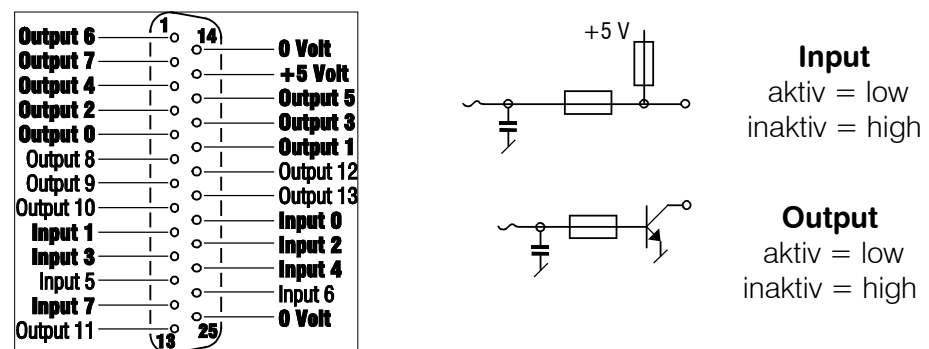 1
14
Output 6
0 Volt
Output 7
+5 Volt
Output 4
Output 5
Output 2
Output 3
Output 0
Output 1
Output 8
Output 12
Output 9
Output 13
Output 10
Input 0
Input 1
Input 2
Input 3
Input 4
Input 5
Input 6
Input 7
0 Volt
Output 11
13
25
+5 V
Input
aktiv = low
inaktiv = high
Output
aktiv = low
inaktiv = high